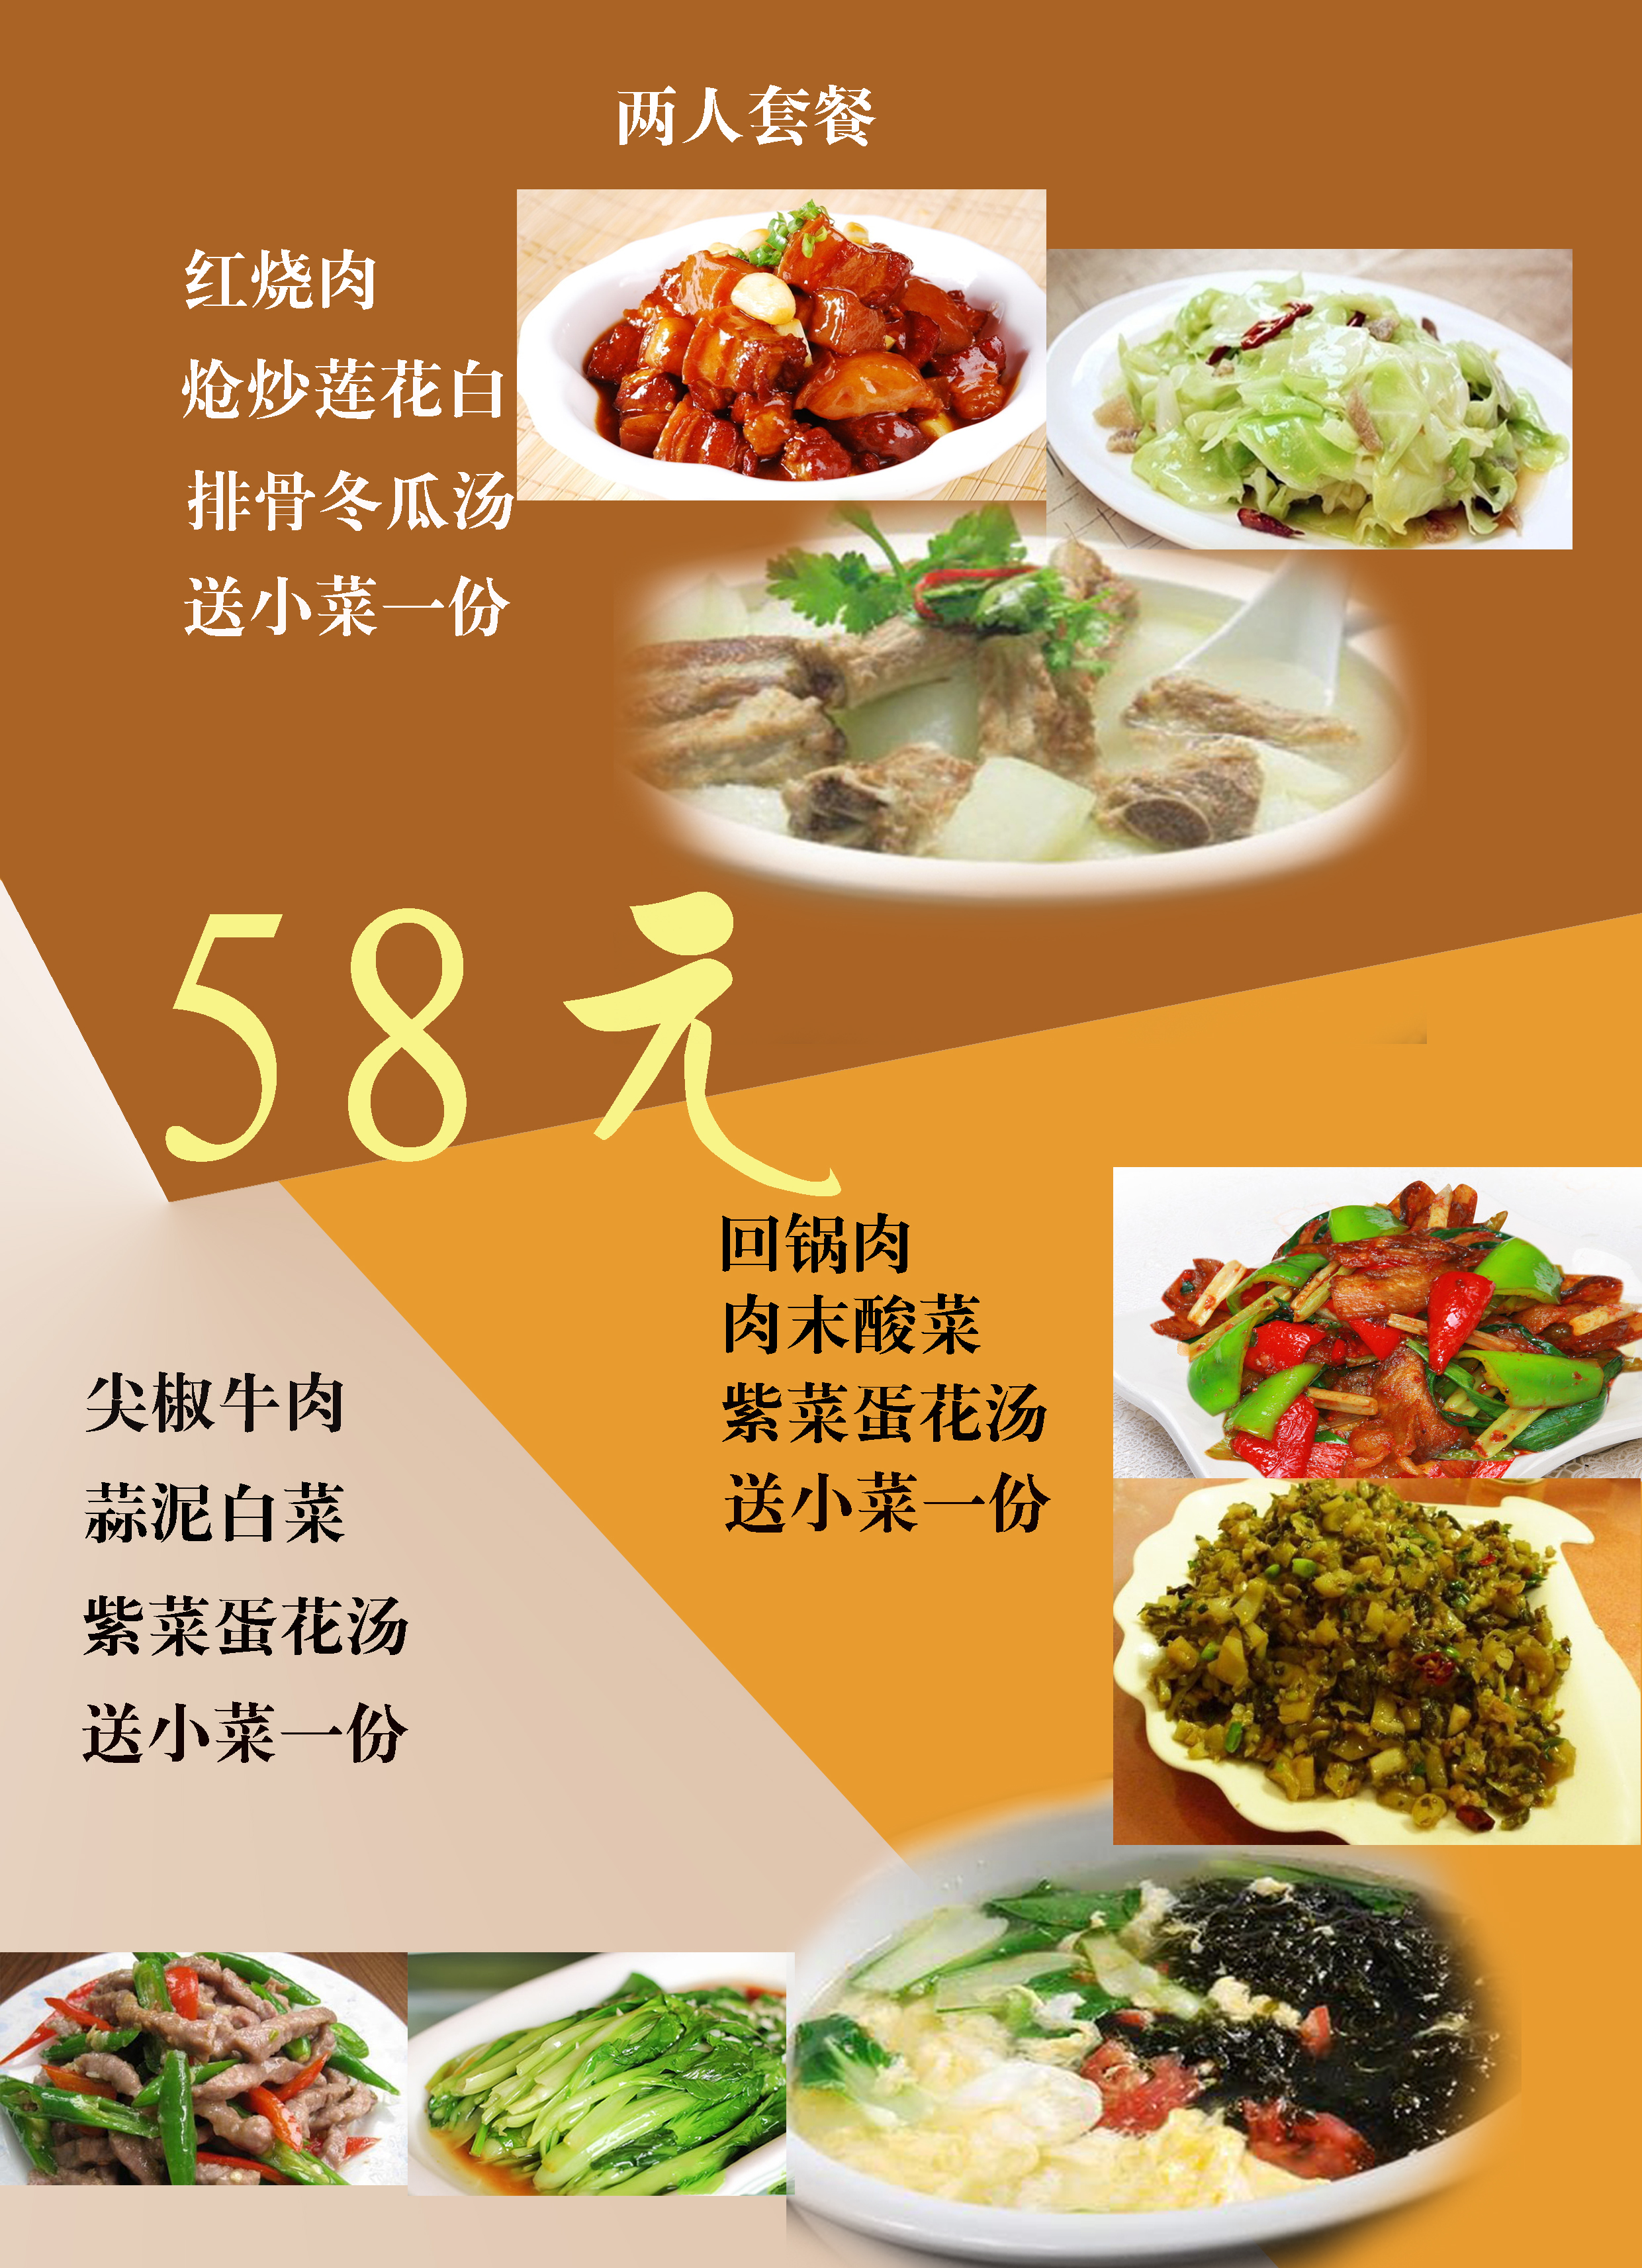 两人套餐
红烧肉
炝炒莲花白
排骨冬瓜汤
送小菜一份
58元
回锅肉
肉末酸菜
紫菜蛋花汤
送小菜一份
尖椒牛肉
蒜泥白菜
紫菜蛋花汤
送小菜一份